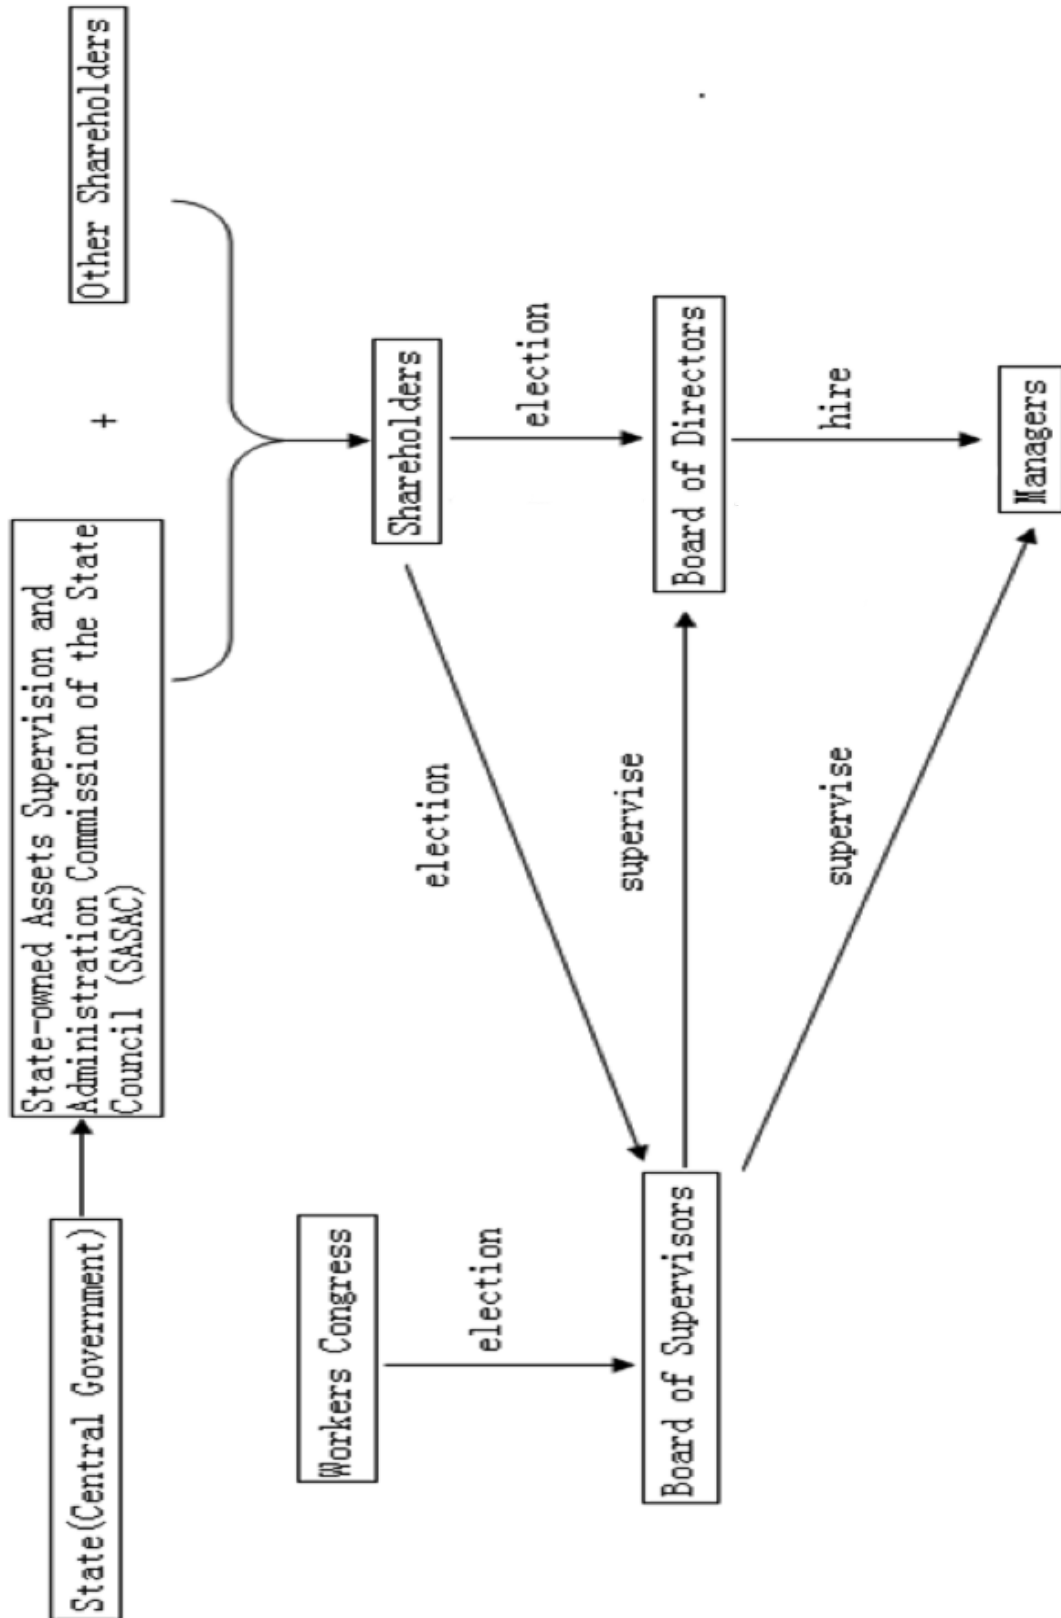 State(Central Government)
State-owned Assets Supervision and
Administration Commission of the State
Council (SASAC)
+
Other Shareholders
Workers Congress
Shareholders
election
election
election
Board of Supervisors
supervise
Board of Directors
supervise
hire
Managers